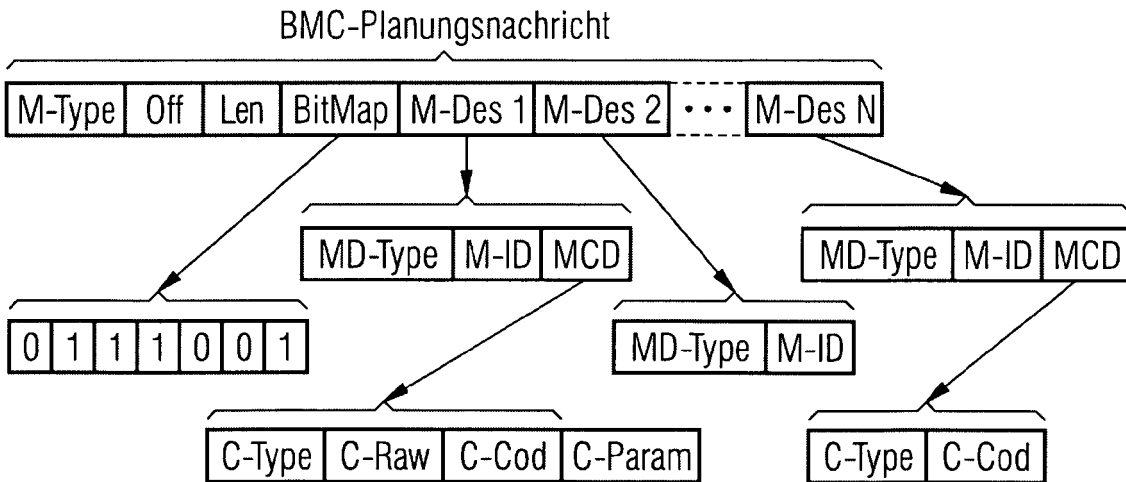 BMC-Planungsnachricht
M-Type Off Len BitMap M-Des 1 M-Des 2 ••• M-Des N
MD-Type M-ID MCD MD-Type M-ID MCD
0 1 1 1 0 0 1 MD-Type M-ID
C-Type C-Raw C-Cod C-Param C-Type C-Cod